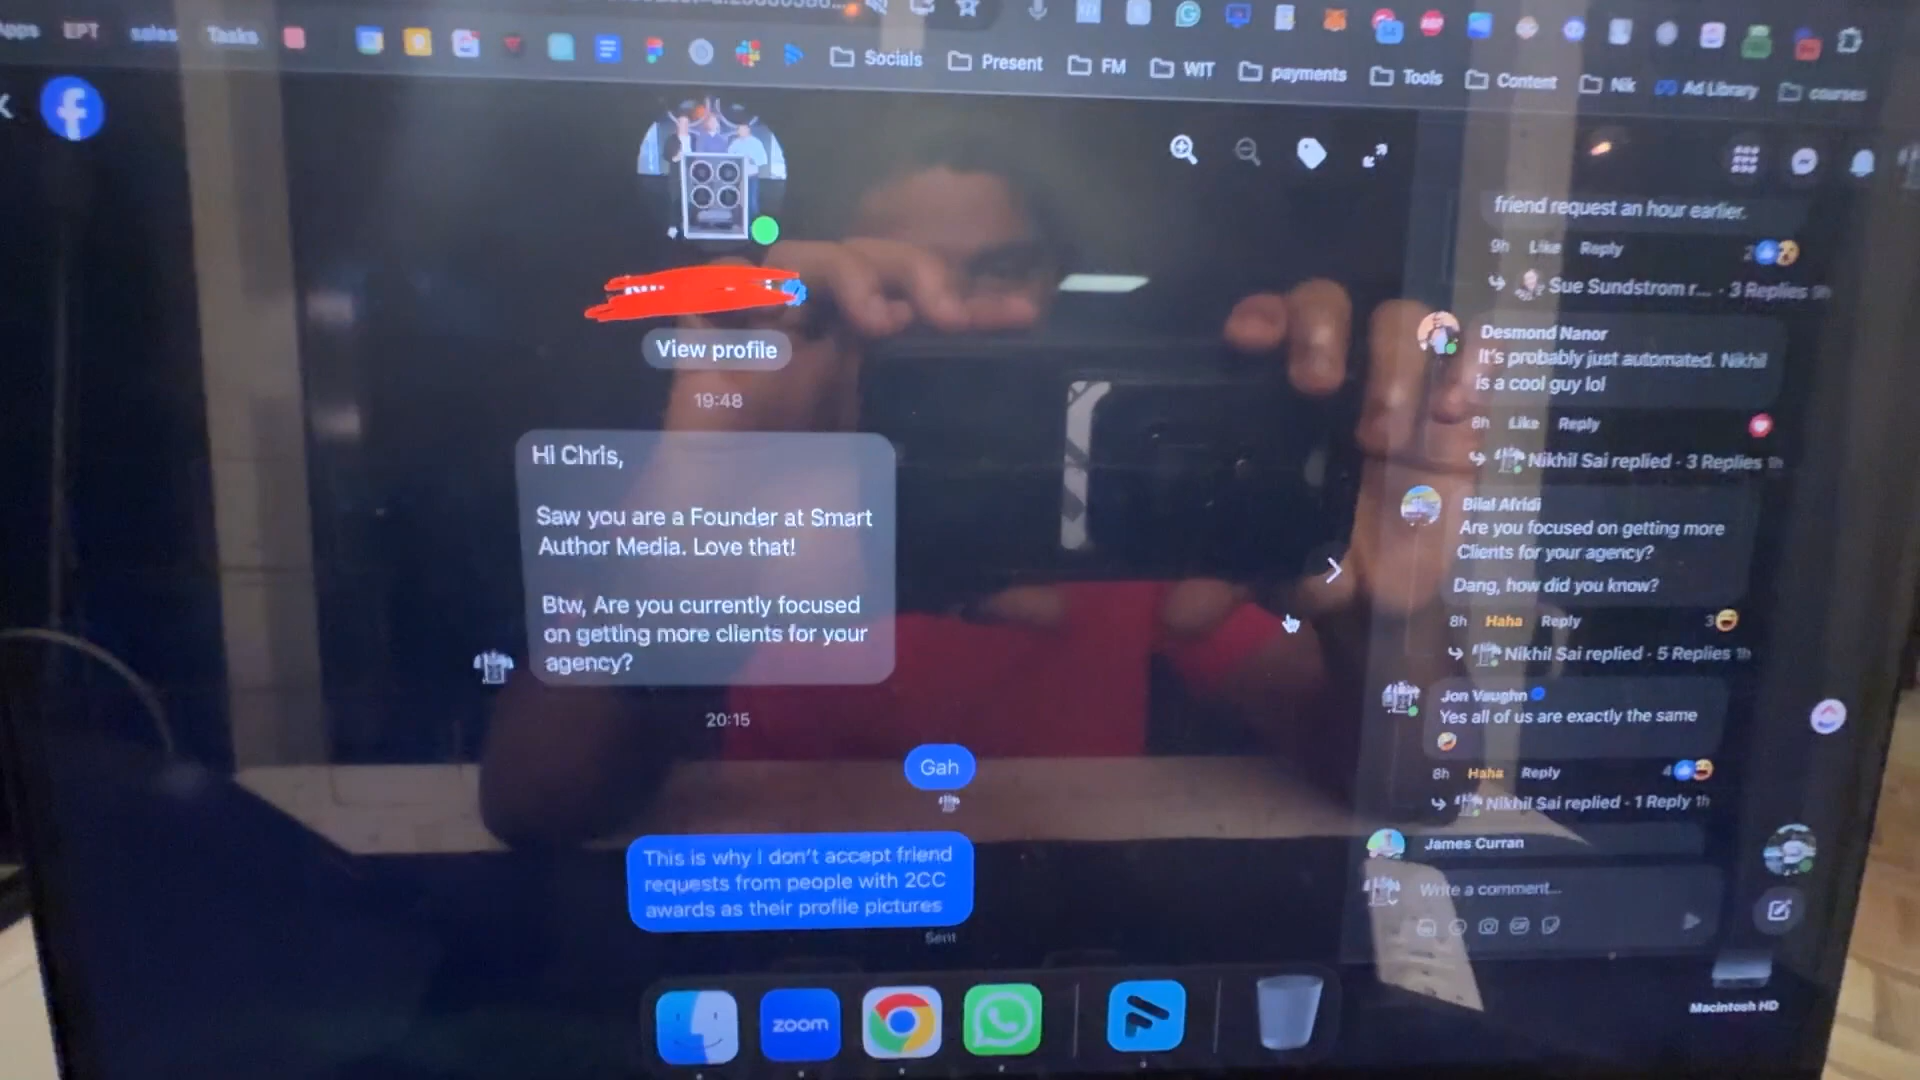 Apps EPT sales Tasks Socials Present FM WIT payments Tools Content Nik Ad Library courses
View profile
19:48
Hi Chris,
Saw you are a Founder at Smart
Author Media. Love that!
Btw, Are you currently focused
on getting more clients for your
agency?
20:15
Gah
This is why I don't accept friend
requests from people with 2CC
awards as their profile pictures
Sent
friend request an hour earlier.
9h Like Reply 2
Sue Sundstrom r... · 3 Replies 9h
Desmond Nanor
It's probably just automated. Nikhil
is a cool guy lol
8h Like Reply
Nikhil Sai replied · 3 Replies 1h
Bilal Afridi
Are you focused on getting more
Clients for your agency?
Dang, how did you know?
8h Haha Reply 3
Nikhil Sai replied · 5 Replies 1h
Jon Vaughn
Yes all of us are exactly the same
8h Haha Reply 4
Nikhil Sai replied · 1 Reply 1h
James Curran
Write a comment...
Macintosh HD
zoom